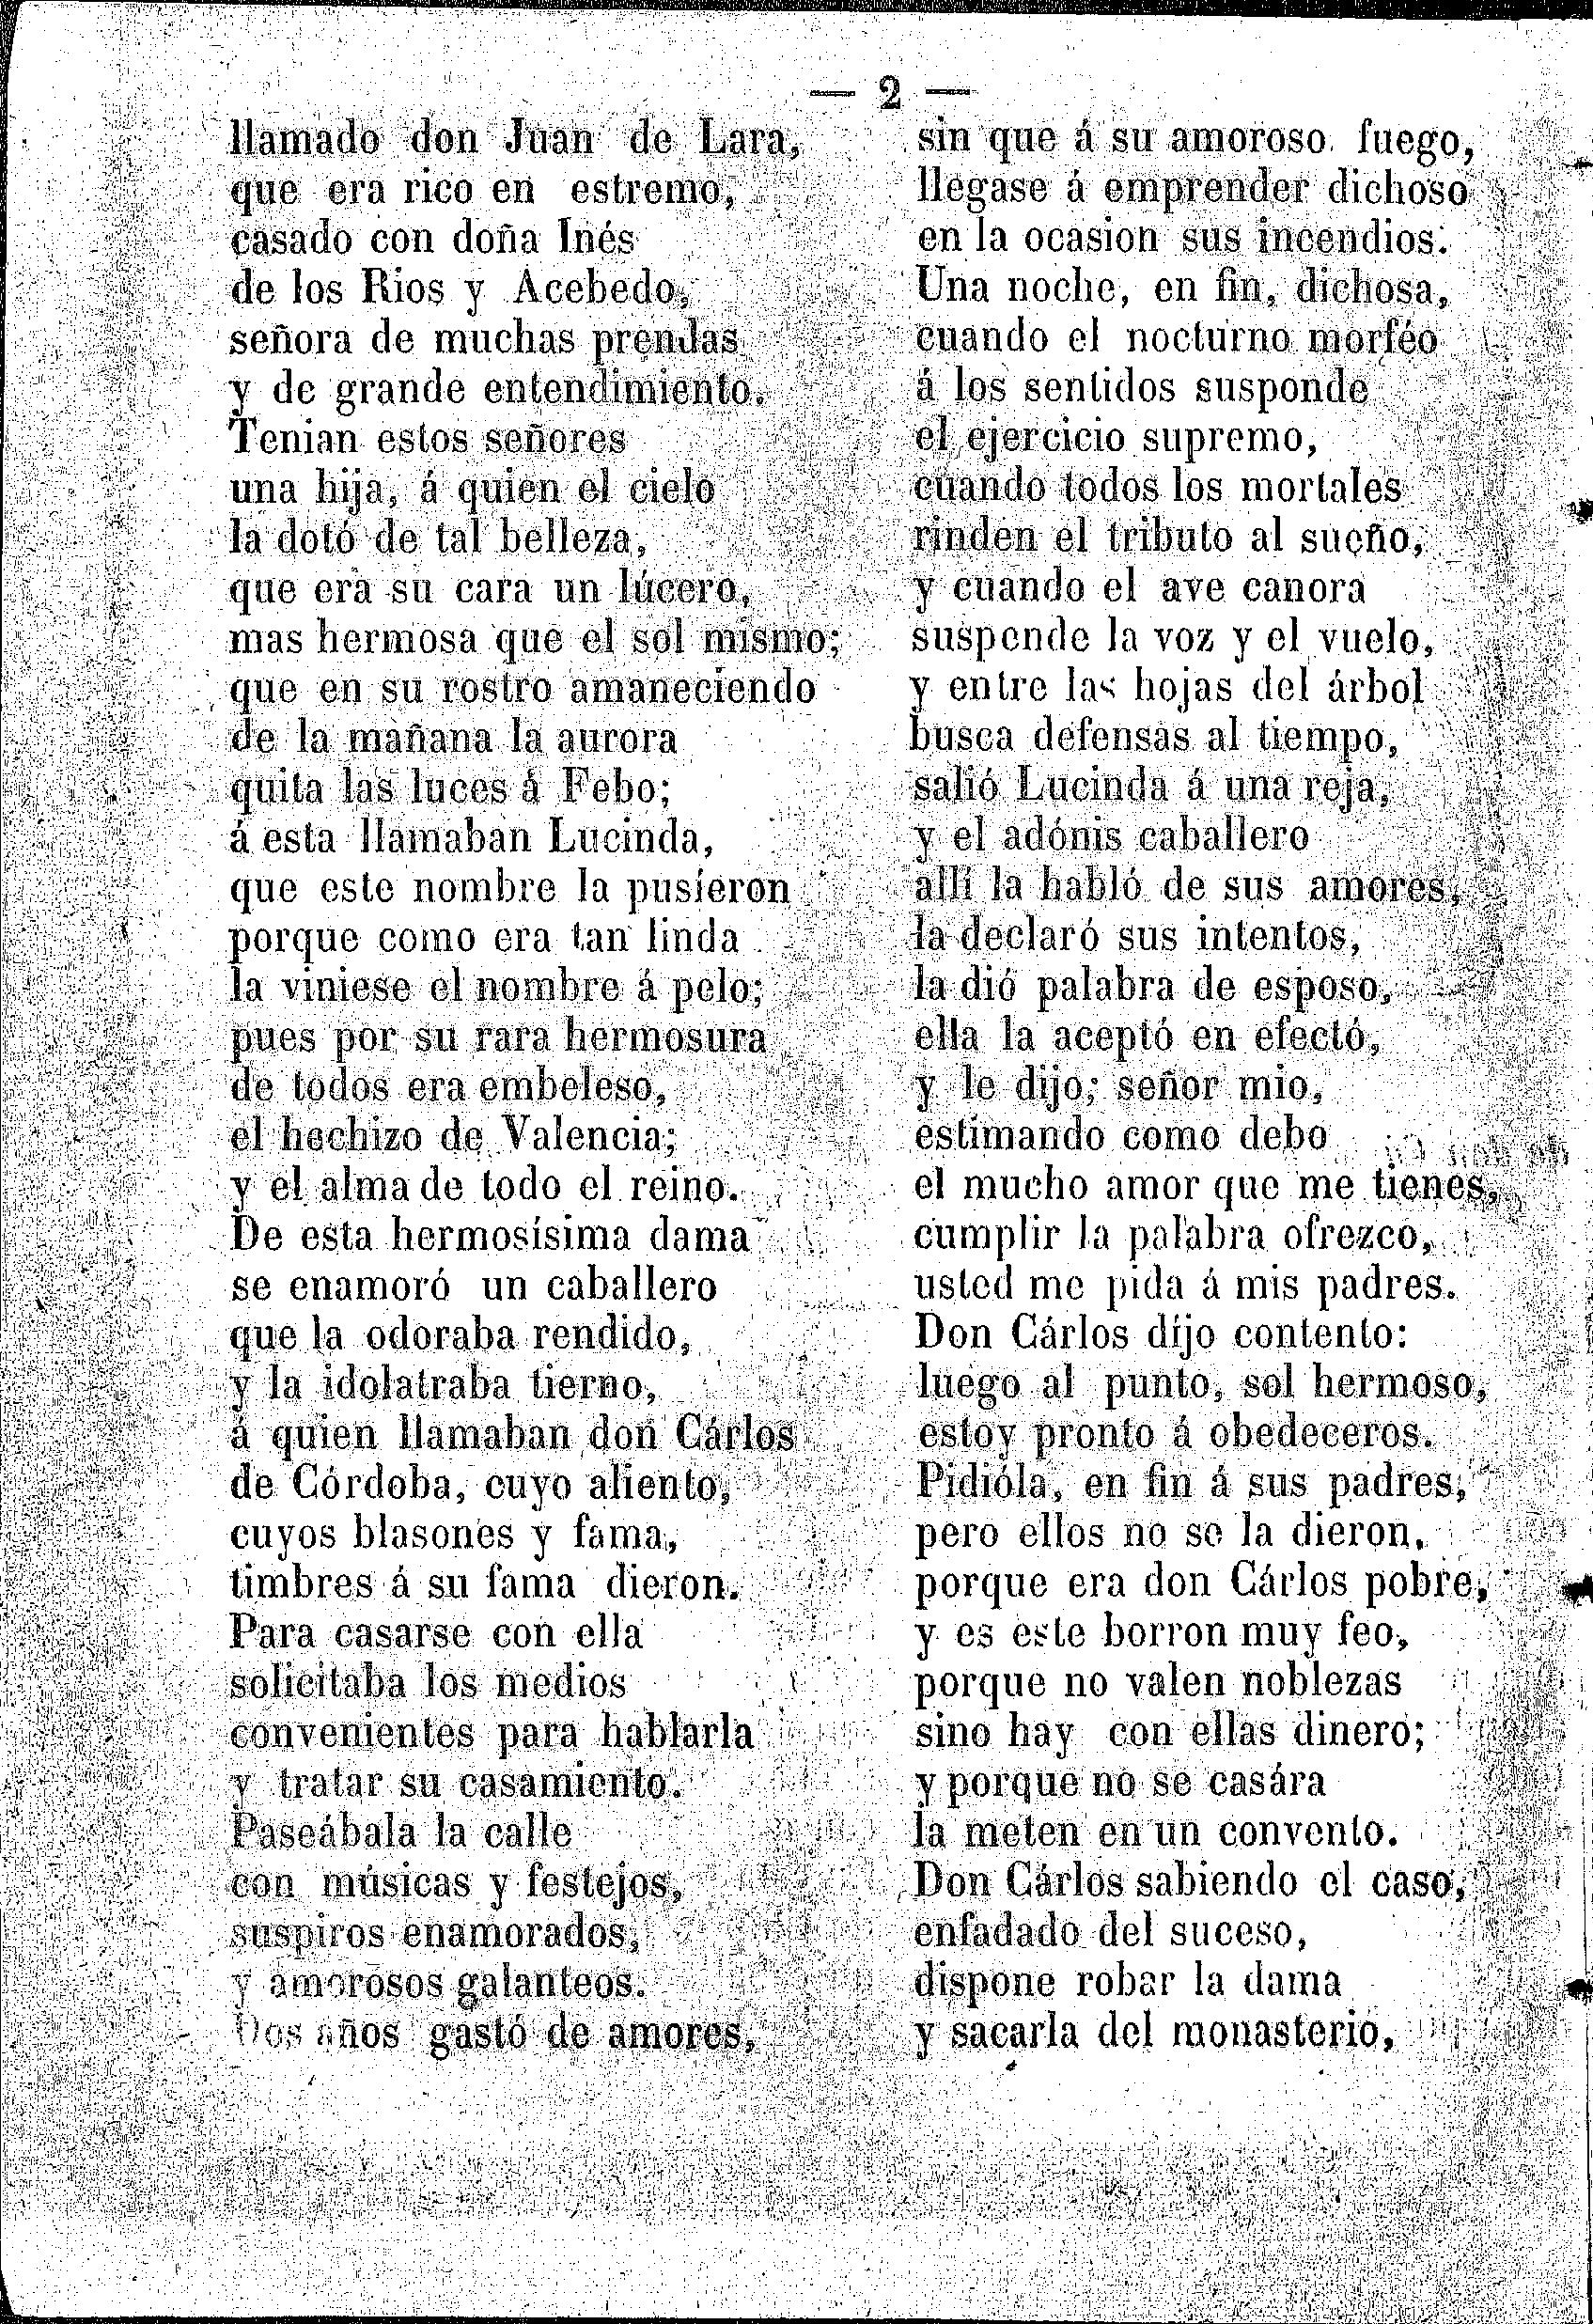 — 2 —
llamado don Juan de Lara,
que era rico en estremo,
casado con doña Inés
de los Rios y Acebedo,
señora de muchas prendas
y de grande entendimiento.
Tenian estos señores
una hija, á quien el cielo
la dotó de tal belleza,
que era su cara un lucero,
mas hermosa que el sol mismo;
que en su rostro amaneciendo
de la mañana la aurora
quita las luces á Febo;
á esta llamaban Lucinda,
que este nombre la pusieron
porque como era tan linda
la viniese el nombre á pelo;
pues por su rara hermosura
de todos era embeleso,
el hechizo de Valencia;
y el alma de todo el reino.
De esta hermosísima dama
se enamoró un caballero
que la odoraba rendido,
y la idolatraba tierno,
á quien llamaban don Cárlos
de Córdoba, cuyo aliento,
cuyos blasones y fama,
timbres á su fama dieron.
Para casarse con ella
solicitaba los medios
convenientes para hablarla
y tratar su casamiento.
Paseábala la calle
con músicas y festejos,
suspiros enamorados,
y amorosos galanteos.
Dos años gastó de amores,
sin que á su amoroso fuego,
llegase á emprender dichoso
en la ocasion sus incendios.
Una noche, en fin, dichosa,
cuando el nocturno morféo
á los sentidos susponde
el ejercicio supremo,
cuando todos los mortales
rinden el tributo al sueño,
y cuando el ave canora
suspende la voz y el vuelo,
y entre las hojas del árbol
busca defensas al tiempo,
salió Lucinda á una reja,
y el adónis caballero
allí la habló de sus amores,
la declaró sus intentos,
la dió palabra de esposo,
ella la aceptó en efectó,
y le dijo; señor mio,
estimando como debo
el mucho amor que me tienes,
cumplir la palabra ofrezco,
usted me pida á mis padres.
Don Cárlos dijo contento:
luego al punto, sol hermoso,
estoy pronto á obedeceros.
Pidióla, en fin á sus padres,
pero ellos no se la dieron,
porque era don Cárlos pobre,
y es este borron muy feo,
porque no valen noblezas
sino hay con ellas dinero;
y porque no se casára
la meten en un convento.
Don Cárlos sabiendo el caso,
enfadado del suceso,
dispone robar la dama
y sacarla del monasterio,